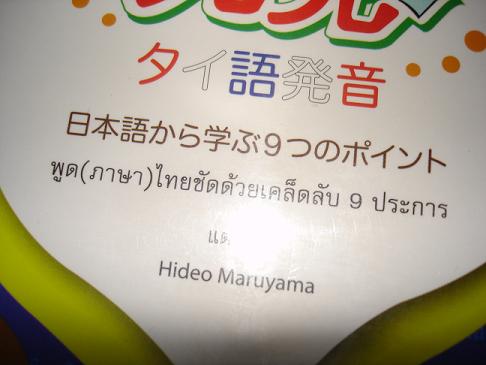 タイ語発音
日本語から学ぶ9つのポイント
พูด(ภาษา)ไทยชัดด้วยเคล็ดลับ 9 ประการ
Hideo Maruyama